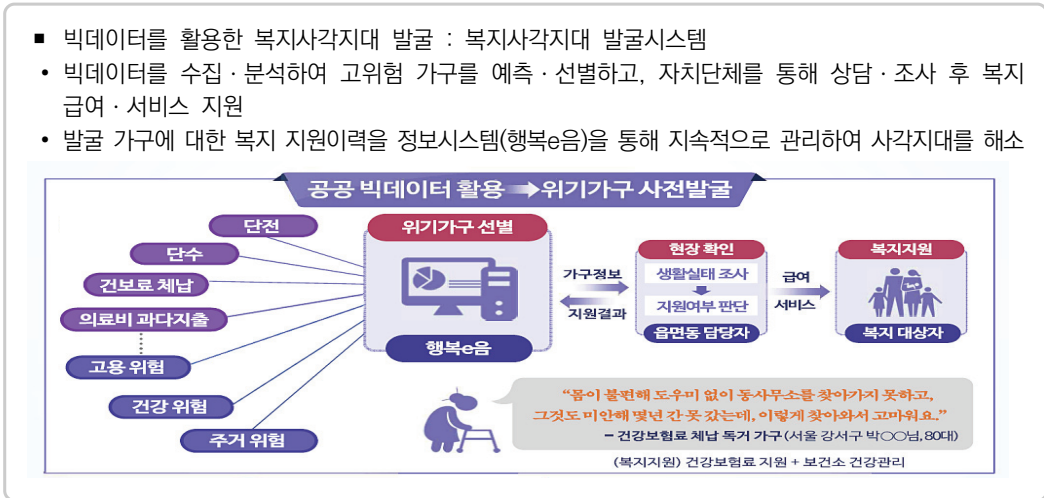 ■ 빅데이터를 활용한 복지사각지대 발굴 : 복지사각지대 발굴시스템
• 빅데이터를 수집·분석하여 고위험 가구를 예측·선별하고, 자치단체를 통해 상담·조사 후 복지
급여·서비스 지원
• 발굴 가구에 대한 복지 지원이력을 정보시스템(행복e음)을 통해 지속적으로 관리하여 사각지대를 해소
공공 빅데이터 활용 ➡ 위기가구 사전발굴
단전
단수
건보료 체납
의료비 과다지출
고용 위험
건강 위험
주거 위험
위기가구 선별
행복e음
가구정보
지원결과
현장 확인
생활실태 조사
지원여부 판단
읍면동 담당자
급여
서비스
복지지원
복지 대상자
“몸이 불편해 도우미 없이 동사무소를 찾아가지 못하고,
그것도 미안해 몇년 간 못 갔는데, 이렇게 찾아와서 고마워요.”
– 건강보험료 체납 독거 가구(서울 강서구 박○○님, 80대)
(복지지원) 건강보험료 지원 + 보건소 건강관리